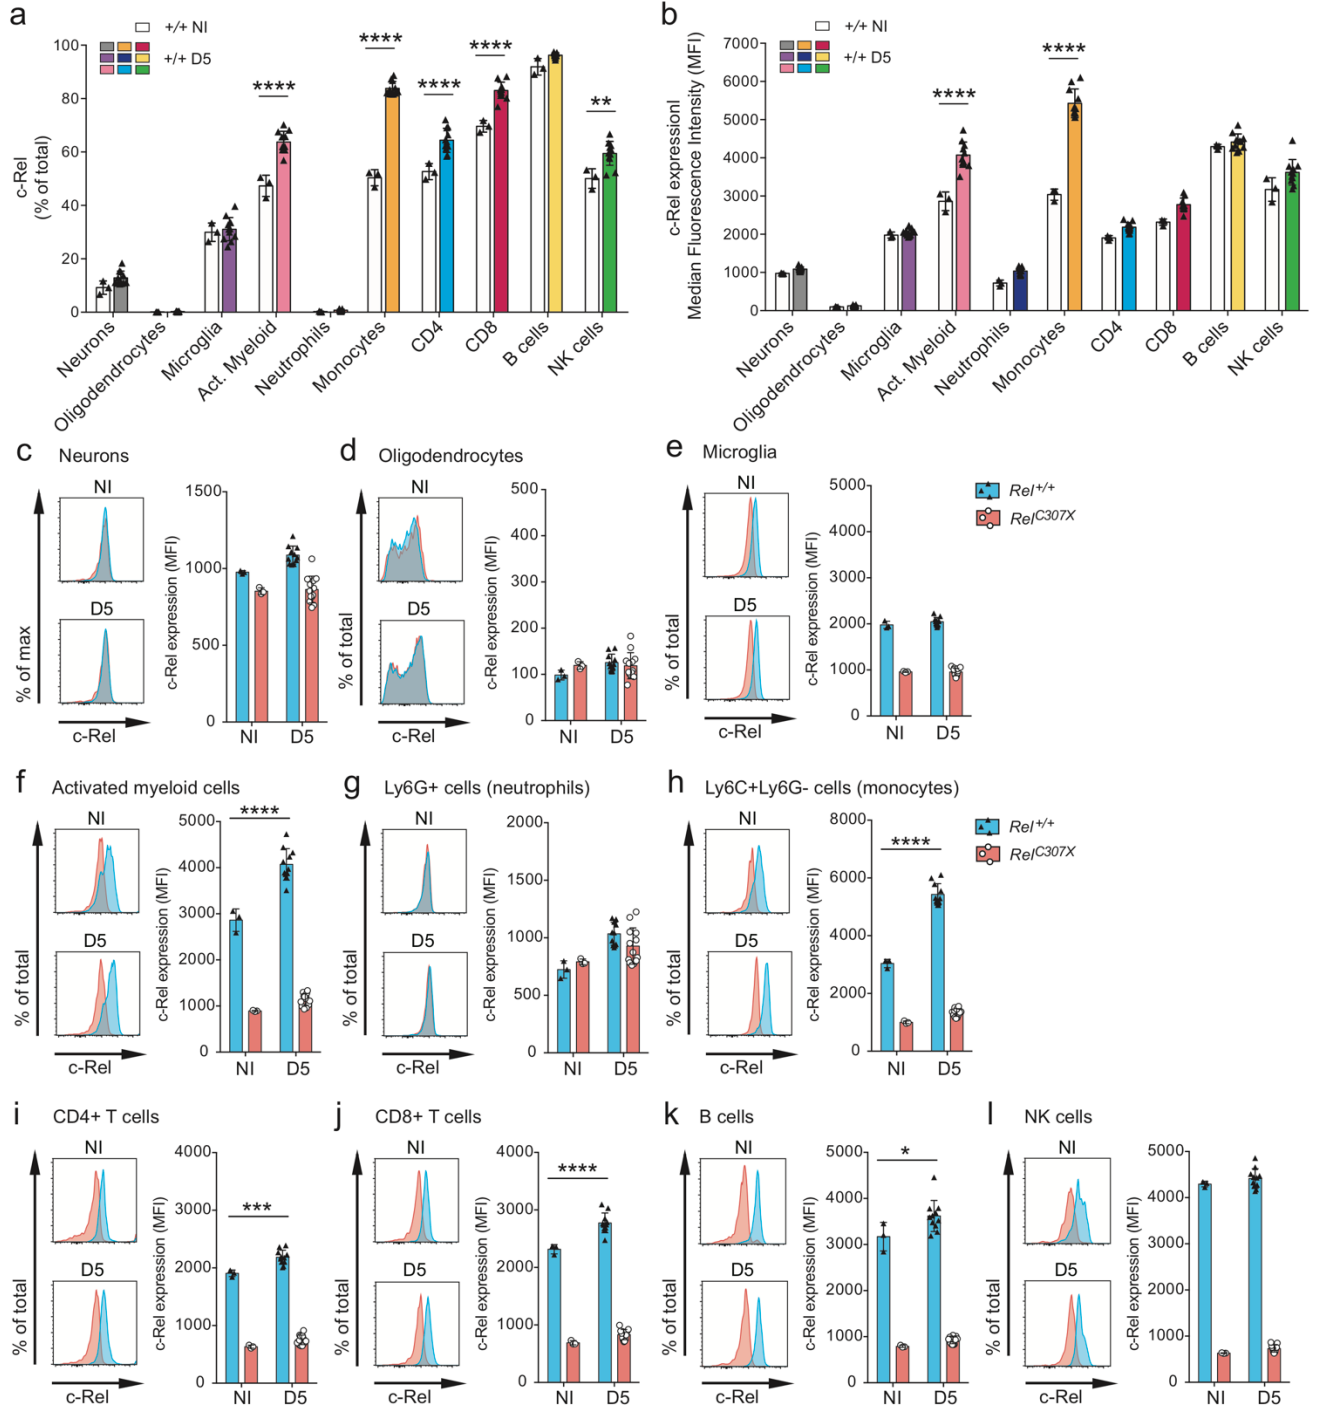 a
+/+ NI
+/+ D5
c-Rel
(% of total)
100
80
60
40
20
0
****
****
****
****
**
Neurons
Oligodendrocytes
Microglia
Act. Myeloid
Neutrophils
Monocytes
CD4
CD8
B cells
NK cells
b
+/+ NI
+/+ D5
c-Rel expressionl
Median Fluorescence Intensity (MFI)
7000
6000
5000
4000
3000
2000
1000
0
****
****
Neurons
Oligodendrocytes
Microglia
Act. Myeloid
Neutrophils
Monocytes
CD4
CD8
B cells
NK cells
c Neurons
NI
D5
% of max
c-Rel
c-Rel expression (MFI)
1500
1000
500
0
NI D5
d Oligodendrocytes
NI
D5
% of total
c-Rel
c-Rel expression (MFI)
500
400
300
200
100
0
NI D5
e Microglia
NI
D5
% of total
c-Rel
c-Rel expression (MFI)
5000
4000
3000
2000
1000
0
NI D5
Rel+/+
RelC307X
f Activated myeloid cells
NI
D5
% of total
c-Rel
c-Rel expression (MFI)
5000
4000
3000
2000
1000
0
****
NI D5
g Ly6G+ cells (neutrophils)
NI
D5
% of total
c-Rel
c-Rel expression (MFI)
2000
1500
1000
500
0
NI D5
h Ly6C+Ly6G- cells (monocytes)
NI
D5
% of total
c-Rel
c-Rel expression (MFI)
8000
6000
4000
2000
0
****
NI D5
Rel+/+
RelC307X
i CD4+ T cells
NI
D5
% of total
c-Rel
c-Rel expression (MFI)
4000
3000
2000
1000
0
***
NI D5
j CD8+ T cells
NI
D5
% of total
c-Rel
c-Rel expression (MFI)
4000
3000
2000
1000
0
****
NI D5
k B cells
NI
D5
% of total
c-Rel
c-Rel expression (MFI)
5000
4000
3000
2000
1000
0
*
NI D5
l NK cells
NI
D5
% of total
c-Rel
c-Rel expression (MFI)
5000
4000
3000
2000
1000
0
NI D5